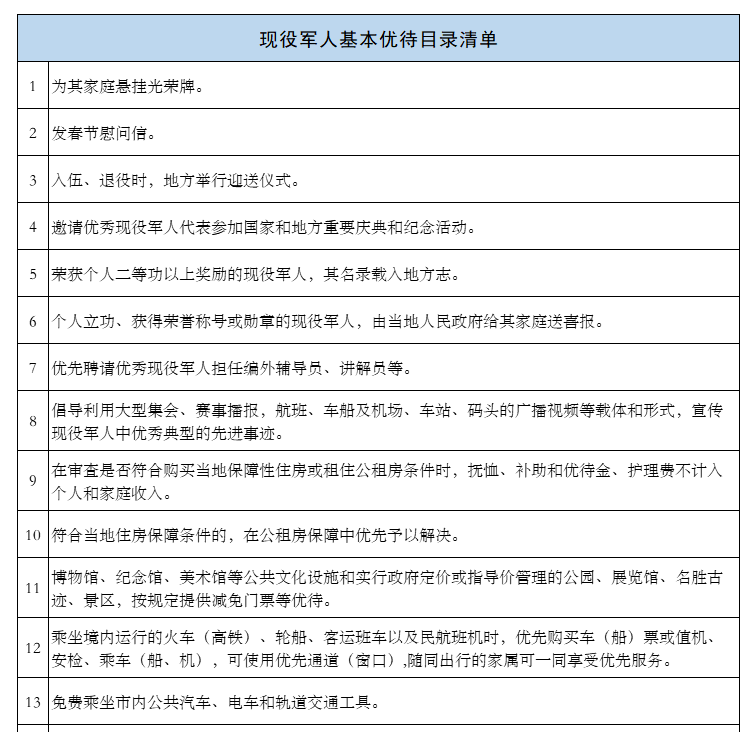 现役军人基本优待目录清单
1 为其家庭悬挂光荣牌。
2 发春节慰问信。
3 入伍、退役时，地方举行迎送仪式。
4 邀请优秀现役军人代表参加国家和地方重要庆典和纪念活动。
5 荣获个人二等功以上奖励的现役军人，其名录载入地方志。
6 个人立功、获得荣誉称号或勋章的现役军人，由当地人民政府给其家庭送喜报。
7 优先聘请优秀现役军人担任编外辅导员、讲解员等。
8 倡导利用大型集会、赛事播报，航班、车船及机场、车站、码头的广播视频等载体和形式，宣传
现役军人中优秀典型的先进事迹。
9 在审查是否符合购买当地保障性住房或租住公租房条件时，抚恤、补助和优待金、护理费不计入
个人和家庭收入。
10 符合当地住房保障条件的，在公租房保障中优先予以解决。
11 博物馆、纪念馆、美术馆等公共文化设施和实行政府定价或指导价管理的公园、展览馆、名胜古
迹、景区，按规定提供减免门票等优待。
12 乘坐境内运行的火车（高铁）、轮船、客运班车以及民航班机时，优先购买车（船）票或值机、
安检、乘车（船、机），可使用优先通道（窗口）,随同出行的家属可一同享受优先服务。
13 免费乘坐市内公共汽车、电车和轨道交通工具。